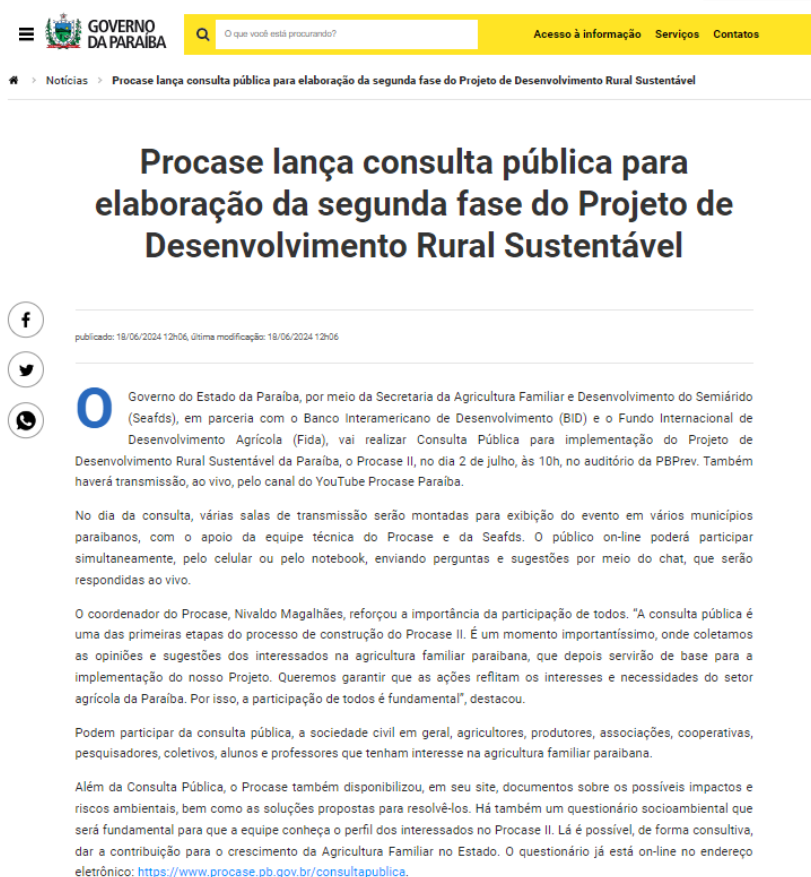 GOVERNO
DA PARAÍBA
O que você está procurando?
Acesso à informação Serviços Contatos
Notícias > Procase lança consulta pública para elaboração da segunda fase do Projeto de Desenvolvimento Rural Sustentável
Procase lança consulta pública para
elaboração da segunda fase do Projeto de
Desenvolvimento Rural Sustentável
publicado: 18/06/2024 12h06, última modificação: 18/06/2024 12h06
O Governo do Estado da Paraíba, por meio da Secretaria da Agricultura Familiar e Desenvolvimento do Semiárido
(Seafds), em parceria com o Banco Interamericano de Desenvolvimento (BID) e o Fundo Internacional de
Desenvolvimento Agrícola (Fida), vai realizar Consulta Pública para implementação do Projeto de
Desenvolvimento Rural Sustentável da Paraíba, o Procase II, no dia 2 de julho, às 10h, no auditório da PBPrev. Também
haverá transmissão, ao vivo, pelo canal do YouTube Procase Paraíba.
No dia da consulta, várias salas de transmissão serão montadas para exibição do evento em vários municípios
paraibanos, com o apoio da equipe técnica do Procase e da Seafds. O público on-line poderá participar
simultaneamente, pelo celular ou pelo notebook, enviando perguntas e sugestões por meio do chat, que serão
respondidas ao vivo.
O coordenador do Procase, Nivaldo Magalhães, reforçou a importância da participação de todos. “A consulta pública é
uma das primeiras etapas do processo de construção do Procase II. É um momento importantíssimo, onde coletamos
as opiniões e sugestões dos interessados na agricultura familiar paraibana, que depois servirão de base para a
implementação do nosso Projeto. Queremos garantir que as ações reflitam os interesses e necessidades do setor
agrícola da Paraíba. Por isso, a participação de todos é fundamental”, destacou.
Podem participar da consulta pública, a sociedade civil em geral, agricultores, produtores, associações, cooperativas,
pesquisadores, coletivos, alunos e professores que tenham interesse na agricultura familiar paraibana.
Além da Consulta Pública, o Procase também disponibilizou, em seu site, documentos sobre os possíveis impactos e
riscos ambientais, bem como as soluções propostas para resolvê-los. Há também um questionário socioambiental que
será fundamental para que a equipe conheça o perfil dos interessados no Procase II. Lá é possível, de forma consultiva,
dar a contribuição para o crescimento da Agricultura Familiar no Estado. O questionário já está on-line no endereço
eletrônico: https://www.procase.pb.gov.br/consultapublica.